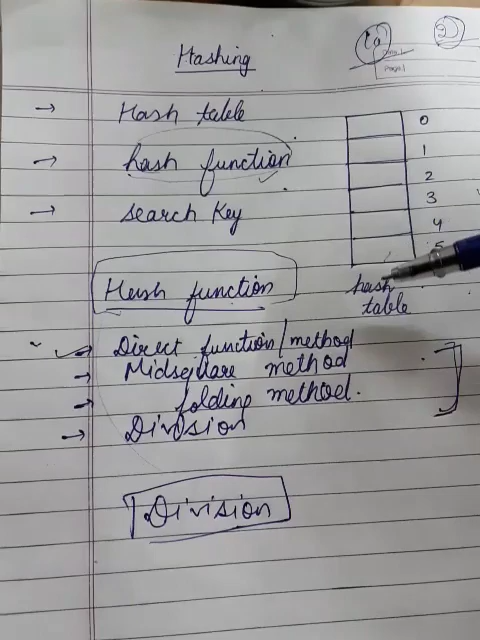 Hashing
→ Hash table
→ hash function
→ search key
0
1
2
3
4
5
hash
table
Hash function
→ Direct function/method
→ Midsquare method
→ folding method.
→ Division
Division